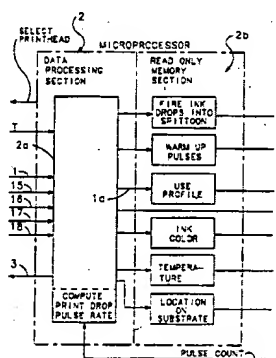 SELECT
PRINTHEAD
2
MICROPROCESSOR
2b
DATA
PROCESSING
SECTION
READ ONLY
MEMORY
SECTION
2a
T
1
15
16
17
18
3
1a
FIRE INK
DROPS INTO
SPITTOON
WARM UP
PULSES
USE
PROFILE
INK
COLOR
TEMPERA-
TURE
LOCATION
ON
SUBSTRATE
COMPUTE
PRINT DROP
PULSE RATE
PULSE COUNT